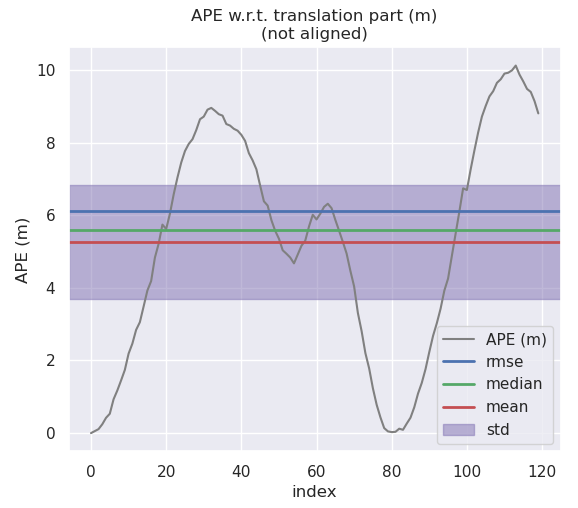 APE w.r.t. translation part (m)
(not aligned)
APE (m)
10
8
6
4
2
0
0
20
40
60
80
100
120
index
APE (m)
rmse
median
mean
std